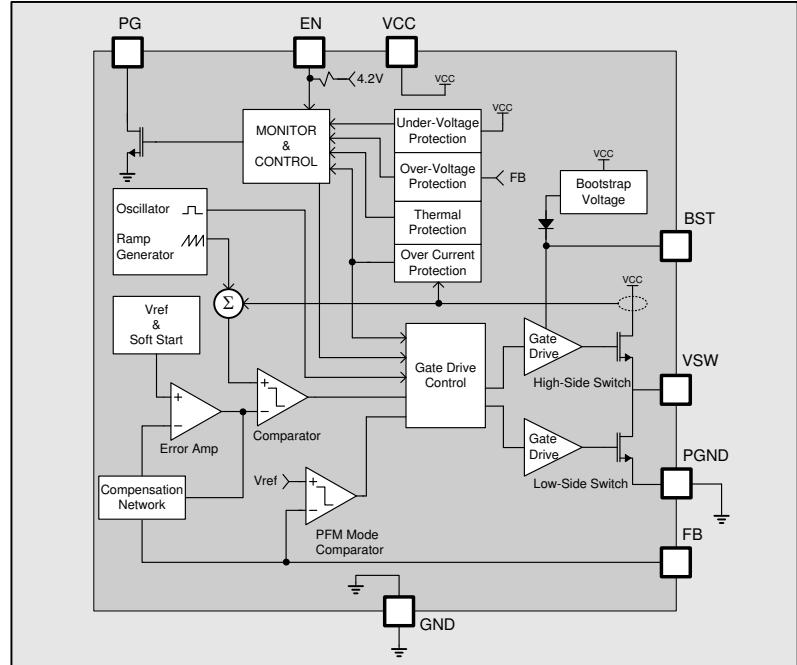 PG
EN
VCC
VCC
4.2V
MONITOR
&
CONTROL
Under-Voltage
Protection
VCC
Over-Voltage
Protection
FB
Thermal
Protection
Over Current
Protection
VCC
Bootstrap
Voltage
BST
Oscillator
Ramp
Generator
Σ
VCC
Vref
&
Soft Start
Gate Drive
Control
Gate
Drive
High-Side Switch
VSW
+
−
Error Amp
+
−
Comparator
Gate
Drive
Low-Side Switch
PGND
Compensation
Network
Vref
+
−
PFM Mode
Comparator
FB
GND